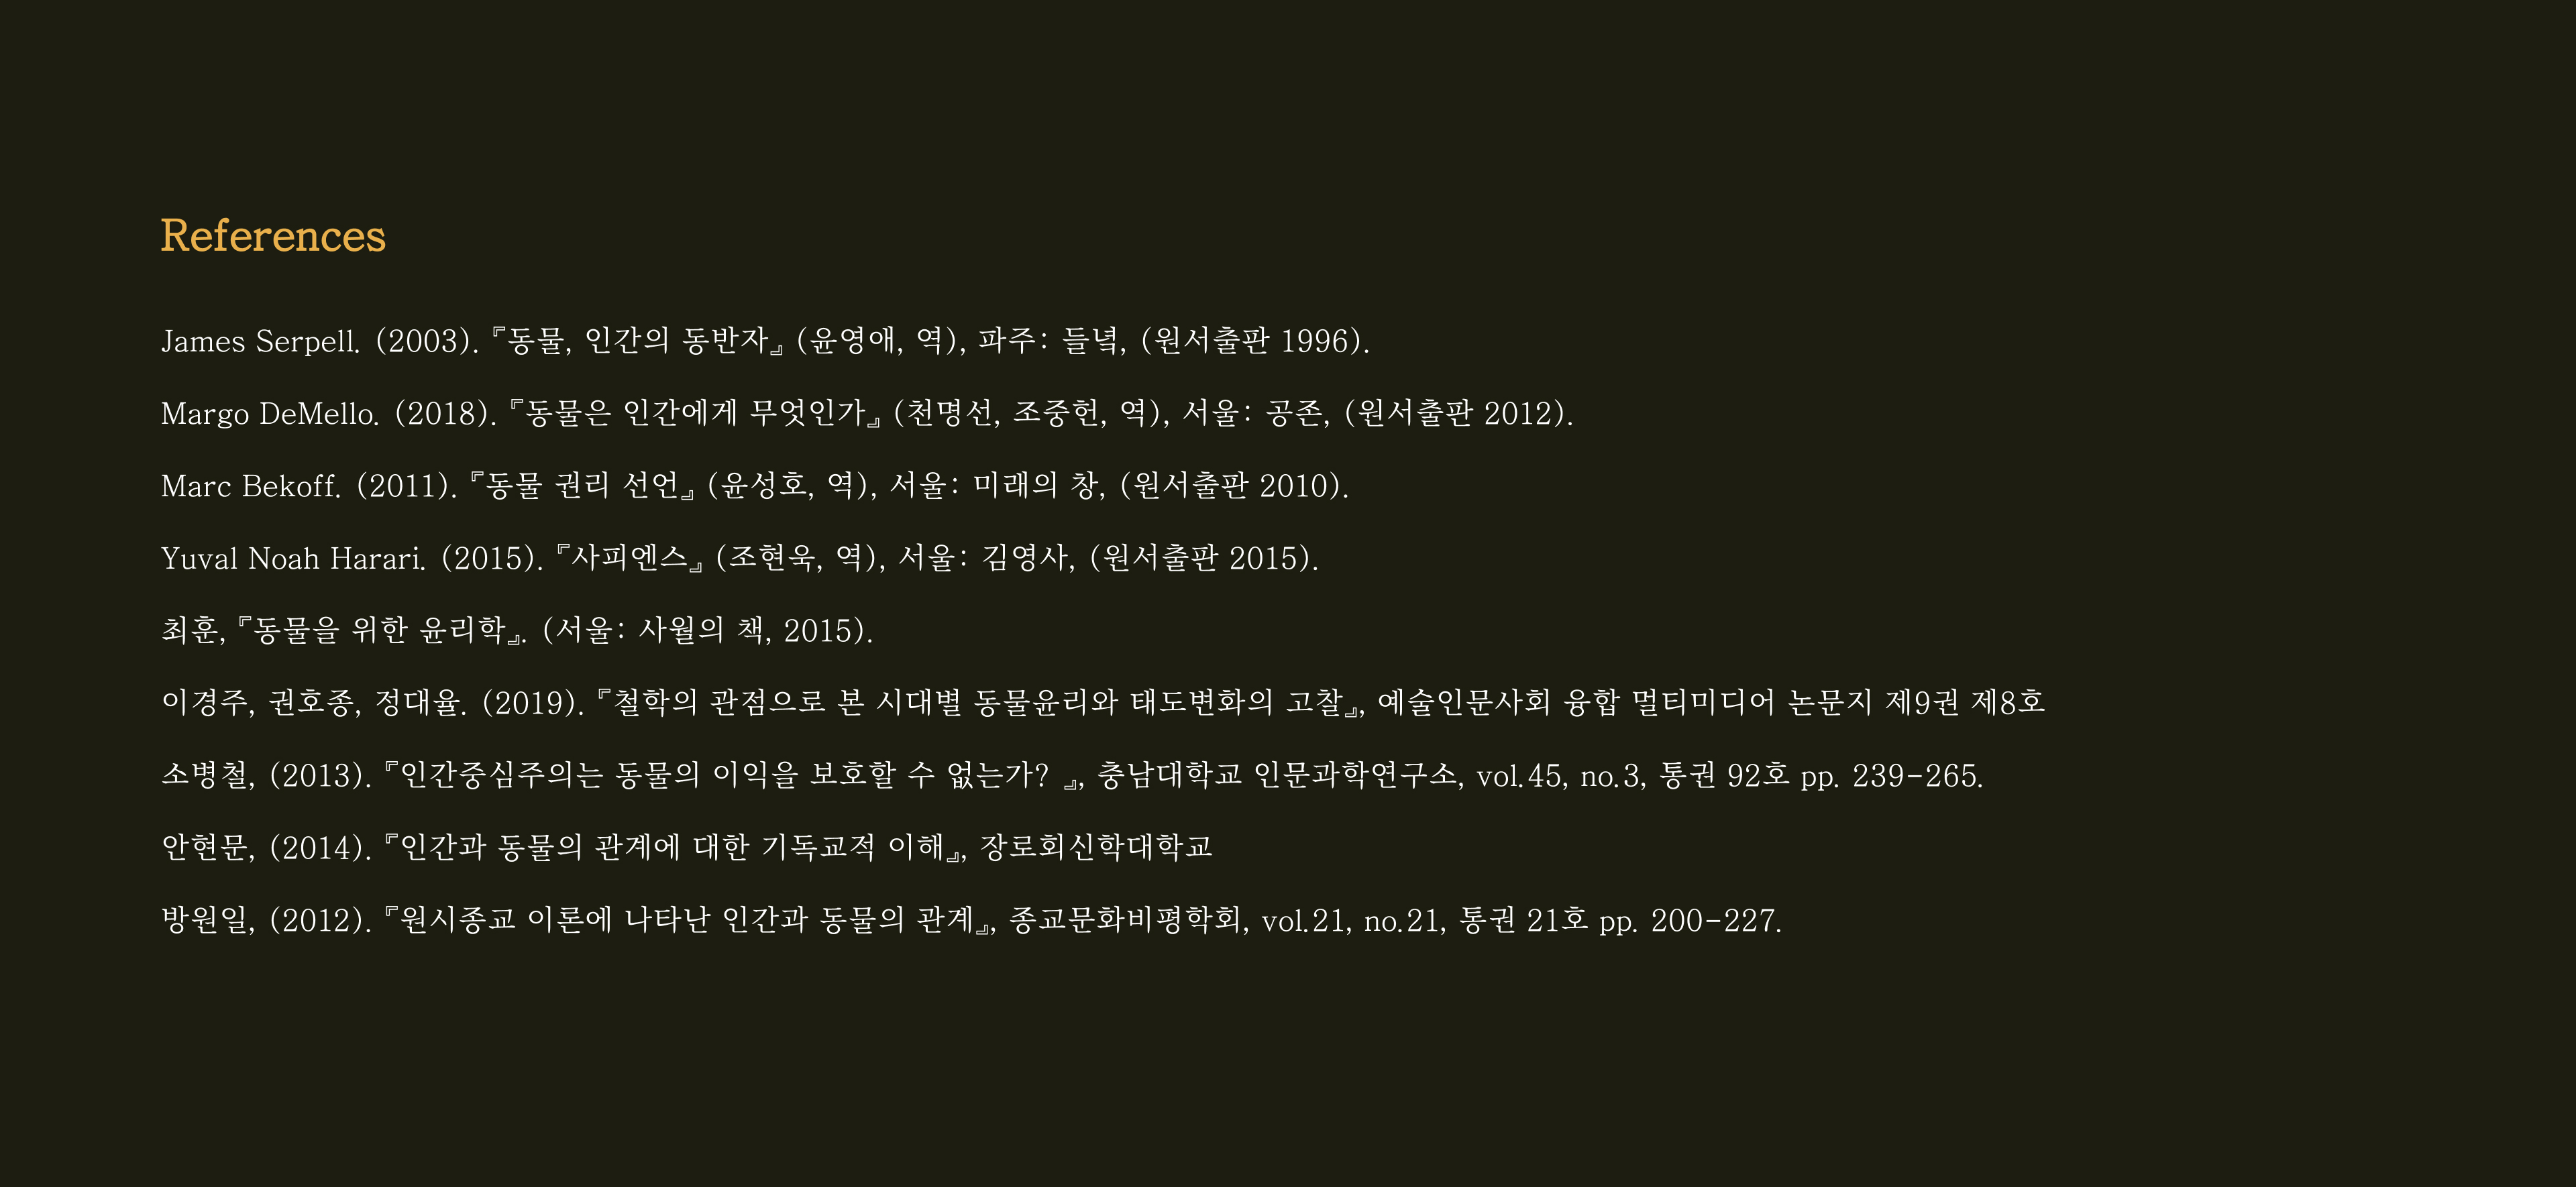 References
James Serpell. (2003). 『동물, 인간의 동반자』 (윤영애, 역), 파주: 들녘, (원서출판 1996).
Margo DeMello. (2018). 『동물은 인간에게 무엇인가』 (천명선, 조중헌, 역), 서울: 공존, (원서출판 2012).
Marc Bekoff. (2011). 『동물 권리 선언』 (윤성호, 역), 서울: 미래의 창, (원서출판 2010).
Yuval Noah Harari. (2015). 『사피엔스』 (조현욱, 역), 서울: 김영사, (원서출판 2015).
최훈, 『동물을 위한 윤리학』. (서울: 사월의 책, 2015).
이경주, 권호종, 정대율. (2019). 『철학의 관점으로 본 시대별 동물윤리와 태도변화의 고찰』, 예술인문사회 융합 멀티미디어 논문지 제9권 제8호
소병철, (2013). 『인간중심주의는 동물의 이익을 보호할 수 없는가? 』, 충남대학교 인문과학연구소, vol.45, no.3, 통권 92호 pp. 239-265.
안현문, (2014). 『인간과 동물의 관계에 대한 기독교적 이해』, 장로회신학대학교
방원일, (2012). 『원시종교 이론에 나타난 인간과 동물의 관계』, 종교문화비평학회, vol.21, no.21, 통권 21호 pp. 200-227.